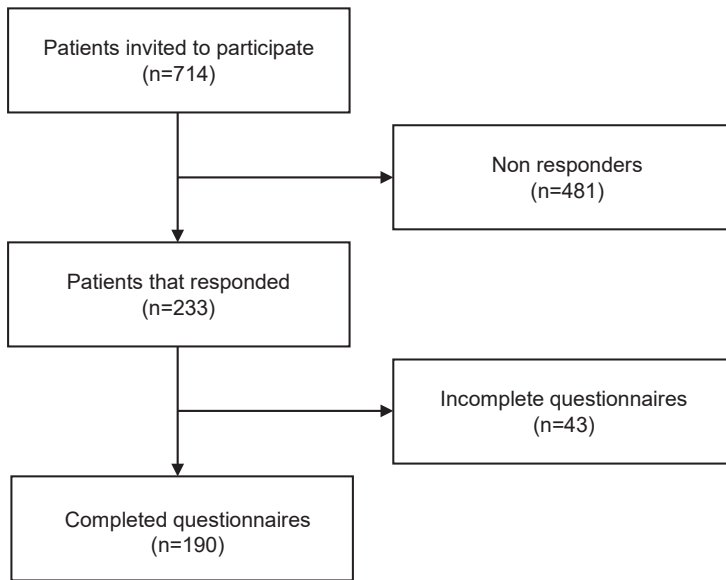 Patients invited to participate
(n=714)
Non responders
(n=481)
Patients that responded
(n=233)
Incomplete questionnaires
(n=43)
Completed questionnaires
(n=190)